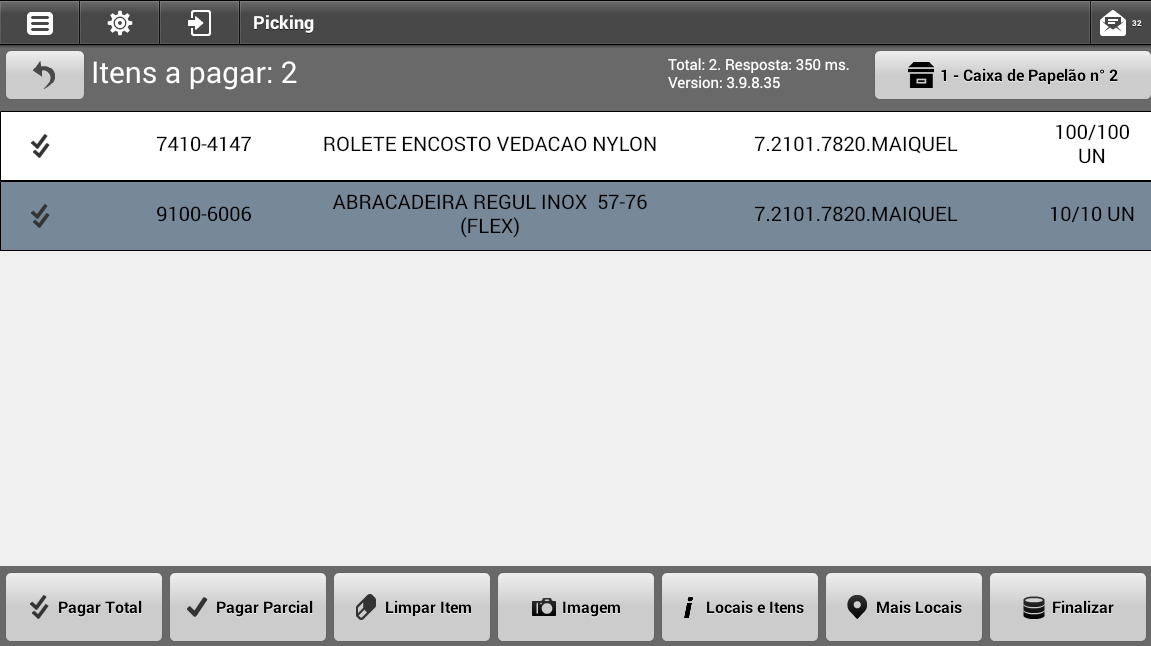 Picking
32
Itens a pagar: 2
Total: 2. Resposta: 350 ms.
Version: 3.9.8.35
1 - Caixa de Papelão n° 2
7410-4147 ROLETE ENCOSTO VEDACAO NYLON 7.2101.7820.MAIQUEL 100/100
UN
9100-6006 ABRACADEIRA REGUL INOX  57-76
(FLEX) 7.2101.7820.MAIQUEL 10/10 UN
Pagar Total Pagar Parcial Limpar Item Imagem Locais e Itens Mais Locais Finalizar